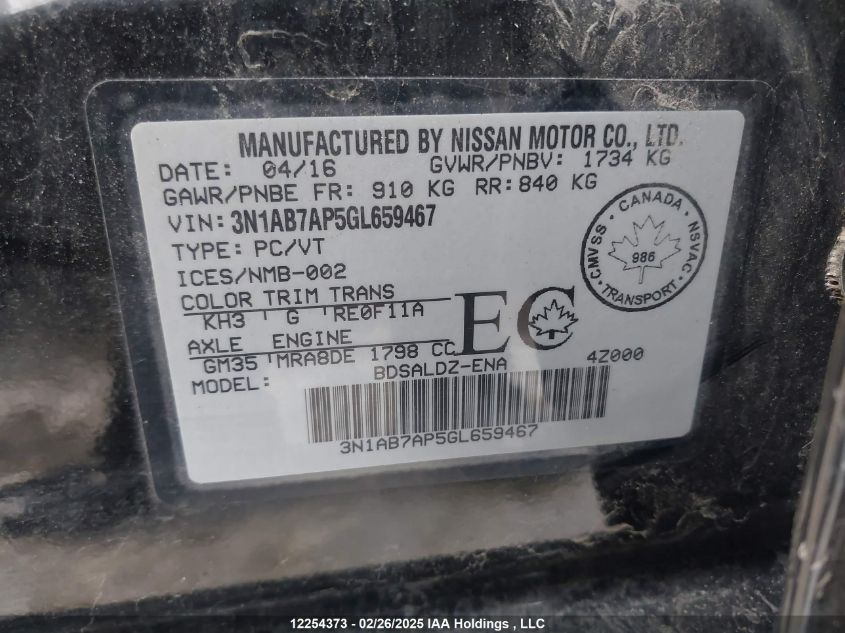 MANUFACTURED BY NISSAN MOTOR CO., LTD.
DATE: 04/16 GVWR/PNBV: 1734 KG
GAWR/PNBE FR: 910 KG RR: 840 KG
VIN: 3N1AB7AP5GL659467
TYPE: PC/VT
ICES/NMB-002
COLOR TRIM TRANS
KH3 G RE0F11A
AXLE ENGINE
GM35 MRA8DE 1798 CC
MODEL: BDSALDZ-ENA 4Z000
EC
CANADA
CMVSS NSVAC
986
TRANSPORT
3N1AB7AP5GL659467
12254373 - 02/26/2025 IAA Holdings, LLC